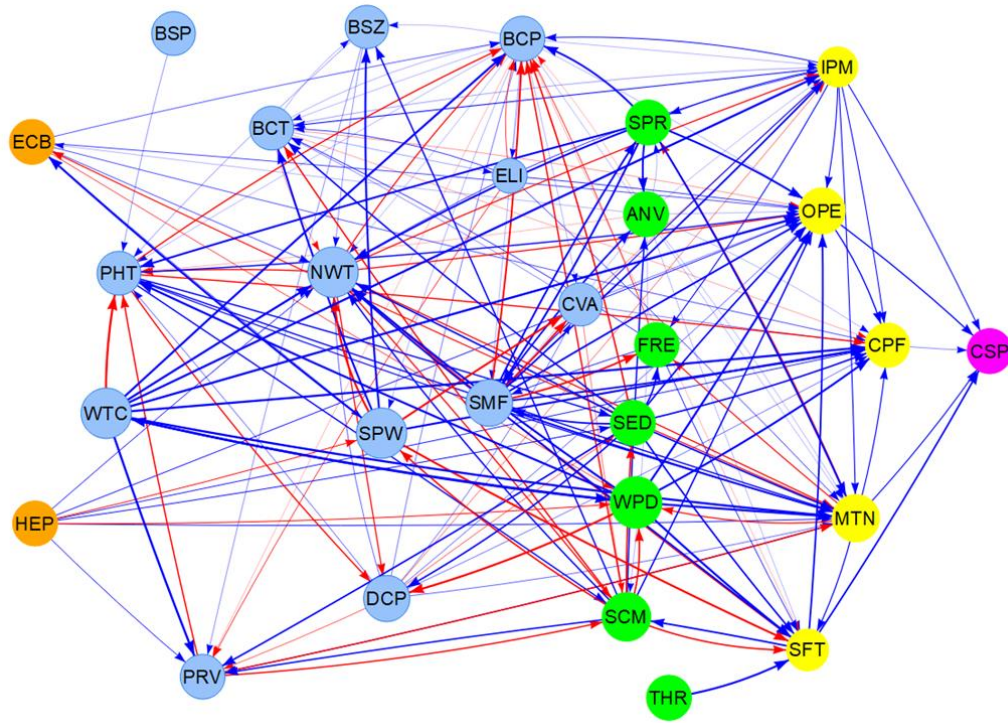 BSP
BSZ
BCP
IPM
ECB
BCT
SPR
ELI
ANV
OPE
PHT
NWT
CVA
FRE
CPF
CSP
WTC
SPW
SMF
SED
HEP
WPD
MTN
DCP
SCM
SFT
PRV
THR